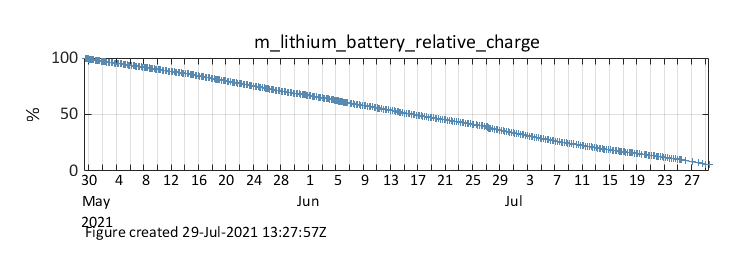 m_lithium_battery_relative_charge
100
50
0
%
30 4 8 12 16 20 24 28 1 5 9 13 17 21 25 29 3 7 11 15 19 23 27
May Jun Jul
2021
Figure created 29-Jul-2021 13:27:57Z